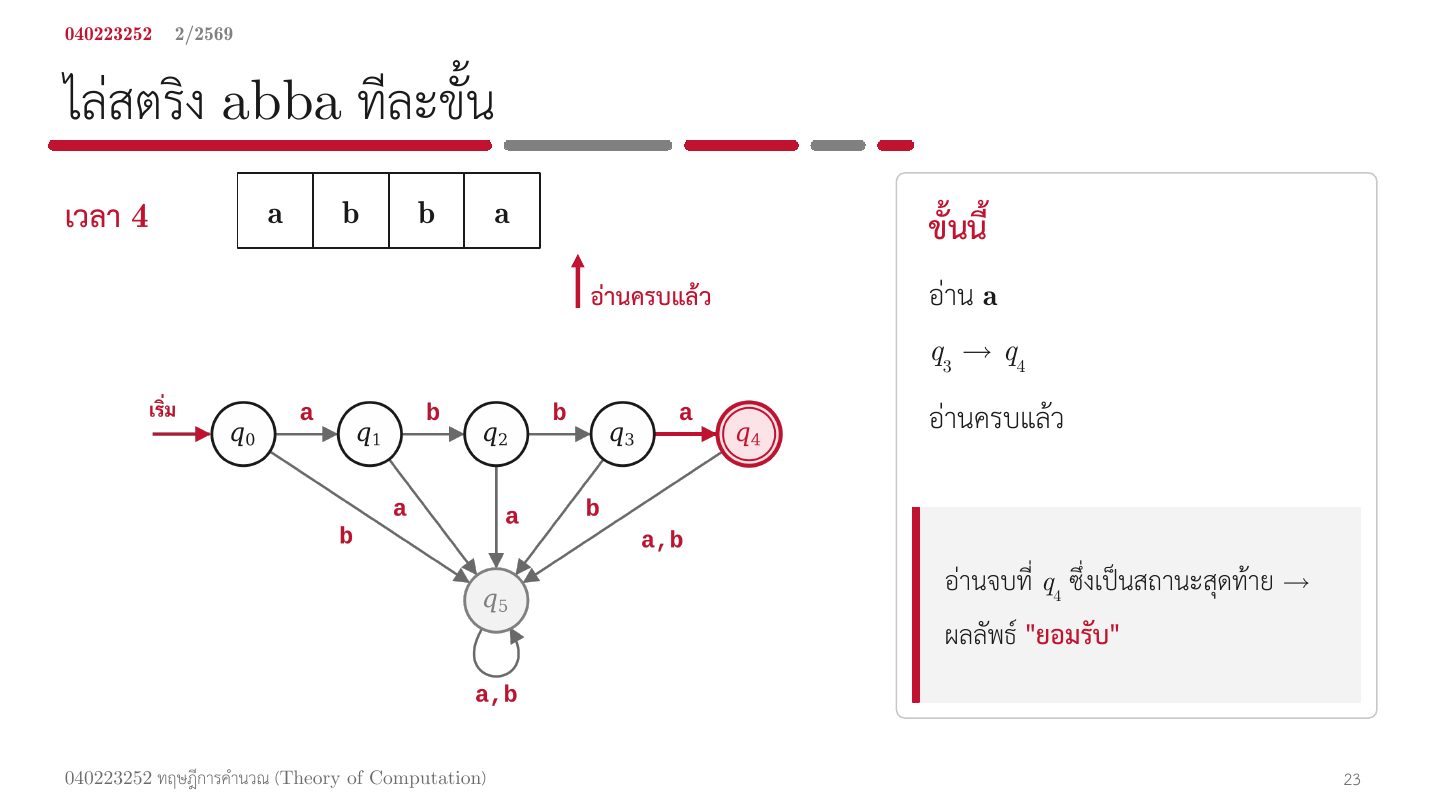 040223252 2/2569
ไล่สตริง abba ทีละขั้น
เวลา 4
a b b a
อ่านครบแล้ว
เริ่ม
a b b a
q0 q1 q2 q3 q4
b a a b a,b
q5
a,b
ขั้นนี้
อ่าน a
q3 → q4
อ่านครบแล้ว
อ่านจบที่ q4 ซึ่งเป็นสถานะสุดท้าย →
ผลลัพธ์ "ยอมรับ"
040223252 ทฤษฎีการคำนวณ (Theory of Computation)
23